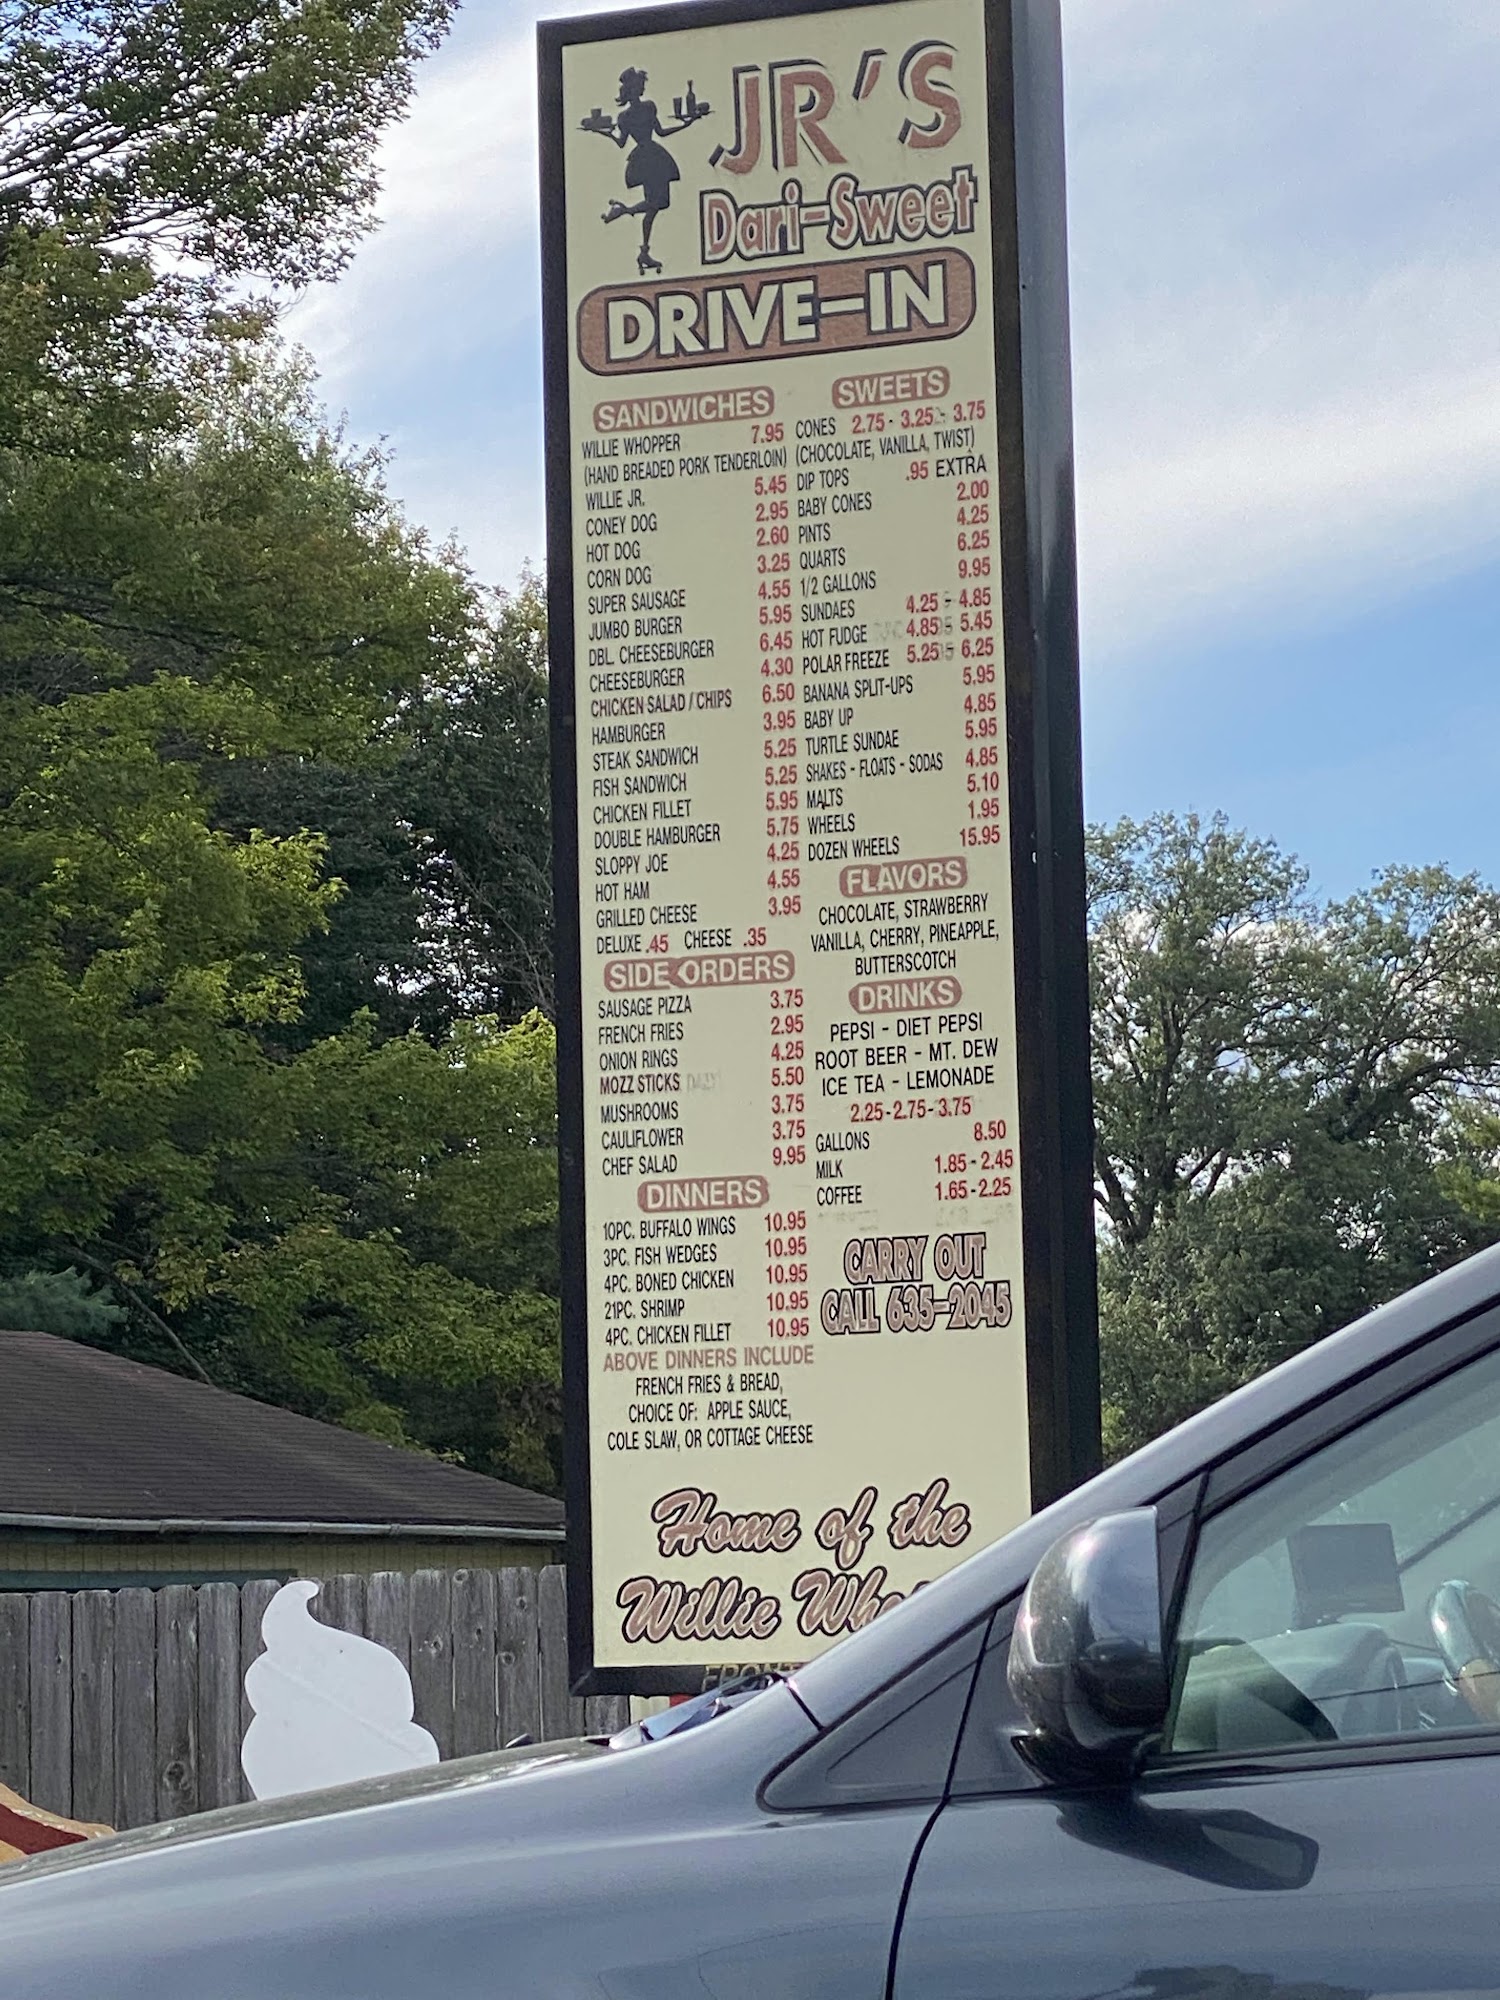 JR'S
Dari-Sweet
DRIVE-IN
SANDWICHES
WILLIE WHOPPER 7.95
(HAND BREADED PORK TENDERLOIN)
WILLIE JR. 5.45
CONEY DOG 2.95
HOT DOG 2.60
CORN DOG 3.25
SUPER SAUSAGE 4.55
JUMBO BURGER 5.95
DBL. CHEESEBURGER 6.45
CHEESEBURGER 4.30
CHICKEN SALAD / CHIPS 6.50
HAMBURGER 3.95
STEAK SANDWICH 5.25
FISH SANDWICH 5.25
CHICKEN FILLET 5.95
DOUBLE HAMBURGER 5.75
SLOPPY JOE 4.25
HOT HAM 4.55
GRILLED CHEESE 3.95
DELUXE .45 CHEESE .35
SIDE ORDERS
SAUSAGE PIZZA 3.75
FRENCH FRIES 2.95
ONION RINGS 4.25
MOZZ STICKS 5.50
MUSHROOMS 3.75
CAULIFLOWER 3.75
CHEF SALAD 9.95
DINNERS
10PC. BUFFALO WINGS 10.95
3PC. FISH WEDGES 10.95
4PC. BONED CHICKEN 10.95
21PC. SHRIMP 10.95
4PC. CHICKEN FILLET 10.95
ABOVE DINNERS INCLUDE
FRENCH FRIES & BREAD,
CHOICE OF: APPLE SAUCE,
COLE SLAW, OR COTTAGE CHEESE
SWEETS
CONES 2.75 - 3.25 - 3.75
(CHOCOLATE, VANILLA, TWIST)
DIP TOPS .95 EXTRA
BABY CONES 2.00
PINTS 4.25
QUARTS 6.25
1/2 GALLONS 9.95
SUNDAES 4.25 - 4.85
HOT FUDGE 4.85 5.45
POLAR FREEZE 5.25 6.25
BANANA SPLIT-UPS 5.95
BABY UP 4.85
TURTLE SUNDAE 5.95
SHAKES - FLOATS - SODAS 4.85
MALTS 5.10
WHEELS 1.95
DOZEN WHEELS 15.95
FLAVORS
CHOCOLATE, STRAWBERRY
VANILLA, CHERRY, PINEAPPLE,
BUTTERSCOTCH
DRINKS
PEPSI - DIET PEPSI
ROOT BEER - MT. DEW
ICE TEA - LEMONADE
2.25-2.75-3.75
GALLONS 8.50
MILK 1.85-2.45
COFFEE 1.65-2.25
CARRY OUT
CALL 635-2045
Home of the
Willie